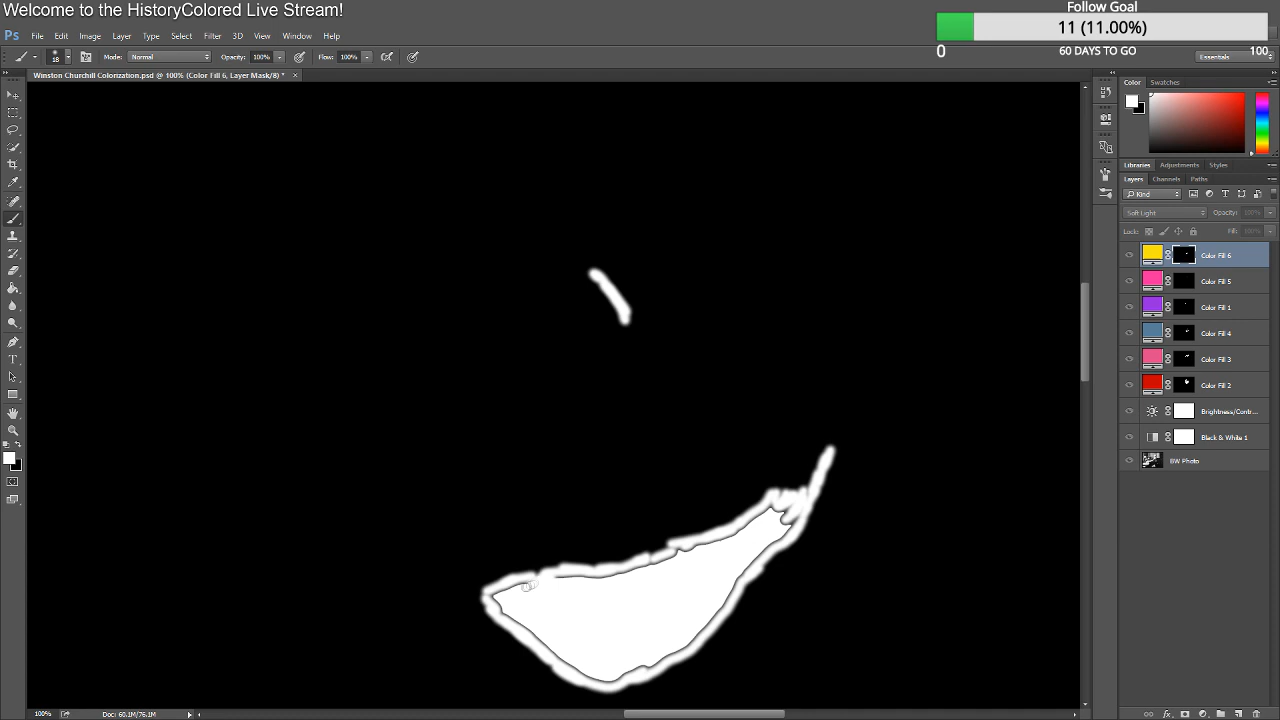 Welcome to the HistoryColored Live Stream!
Follow Goal
11 (11.00%)
0
60 DAYS TO GO
100
Ps File Edit Image Layer Type Select Filter 3D View Window Help
18 Mode: Normal Opacity: 100% Flow: 100% Essentials
Winston Churchill Colorization.psd @ 100% (Color Fill 6, Layer Mask/8) * ×
Color Swatches
Libraries Adjustments Styles
Layers Channels Paths
Kind
Soft Light Opacity: 100%
Lock: Fill: 100%
Color Fill 6
Color Fill 5
Color Fill 1
Color Fill 4
Color Fill 3
Color Fill 2
Brightness/Contr...
Black & White 1
BW Photo
100% Doc: 60.1M/76.1M